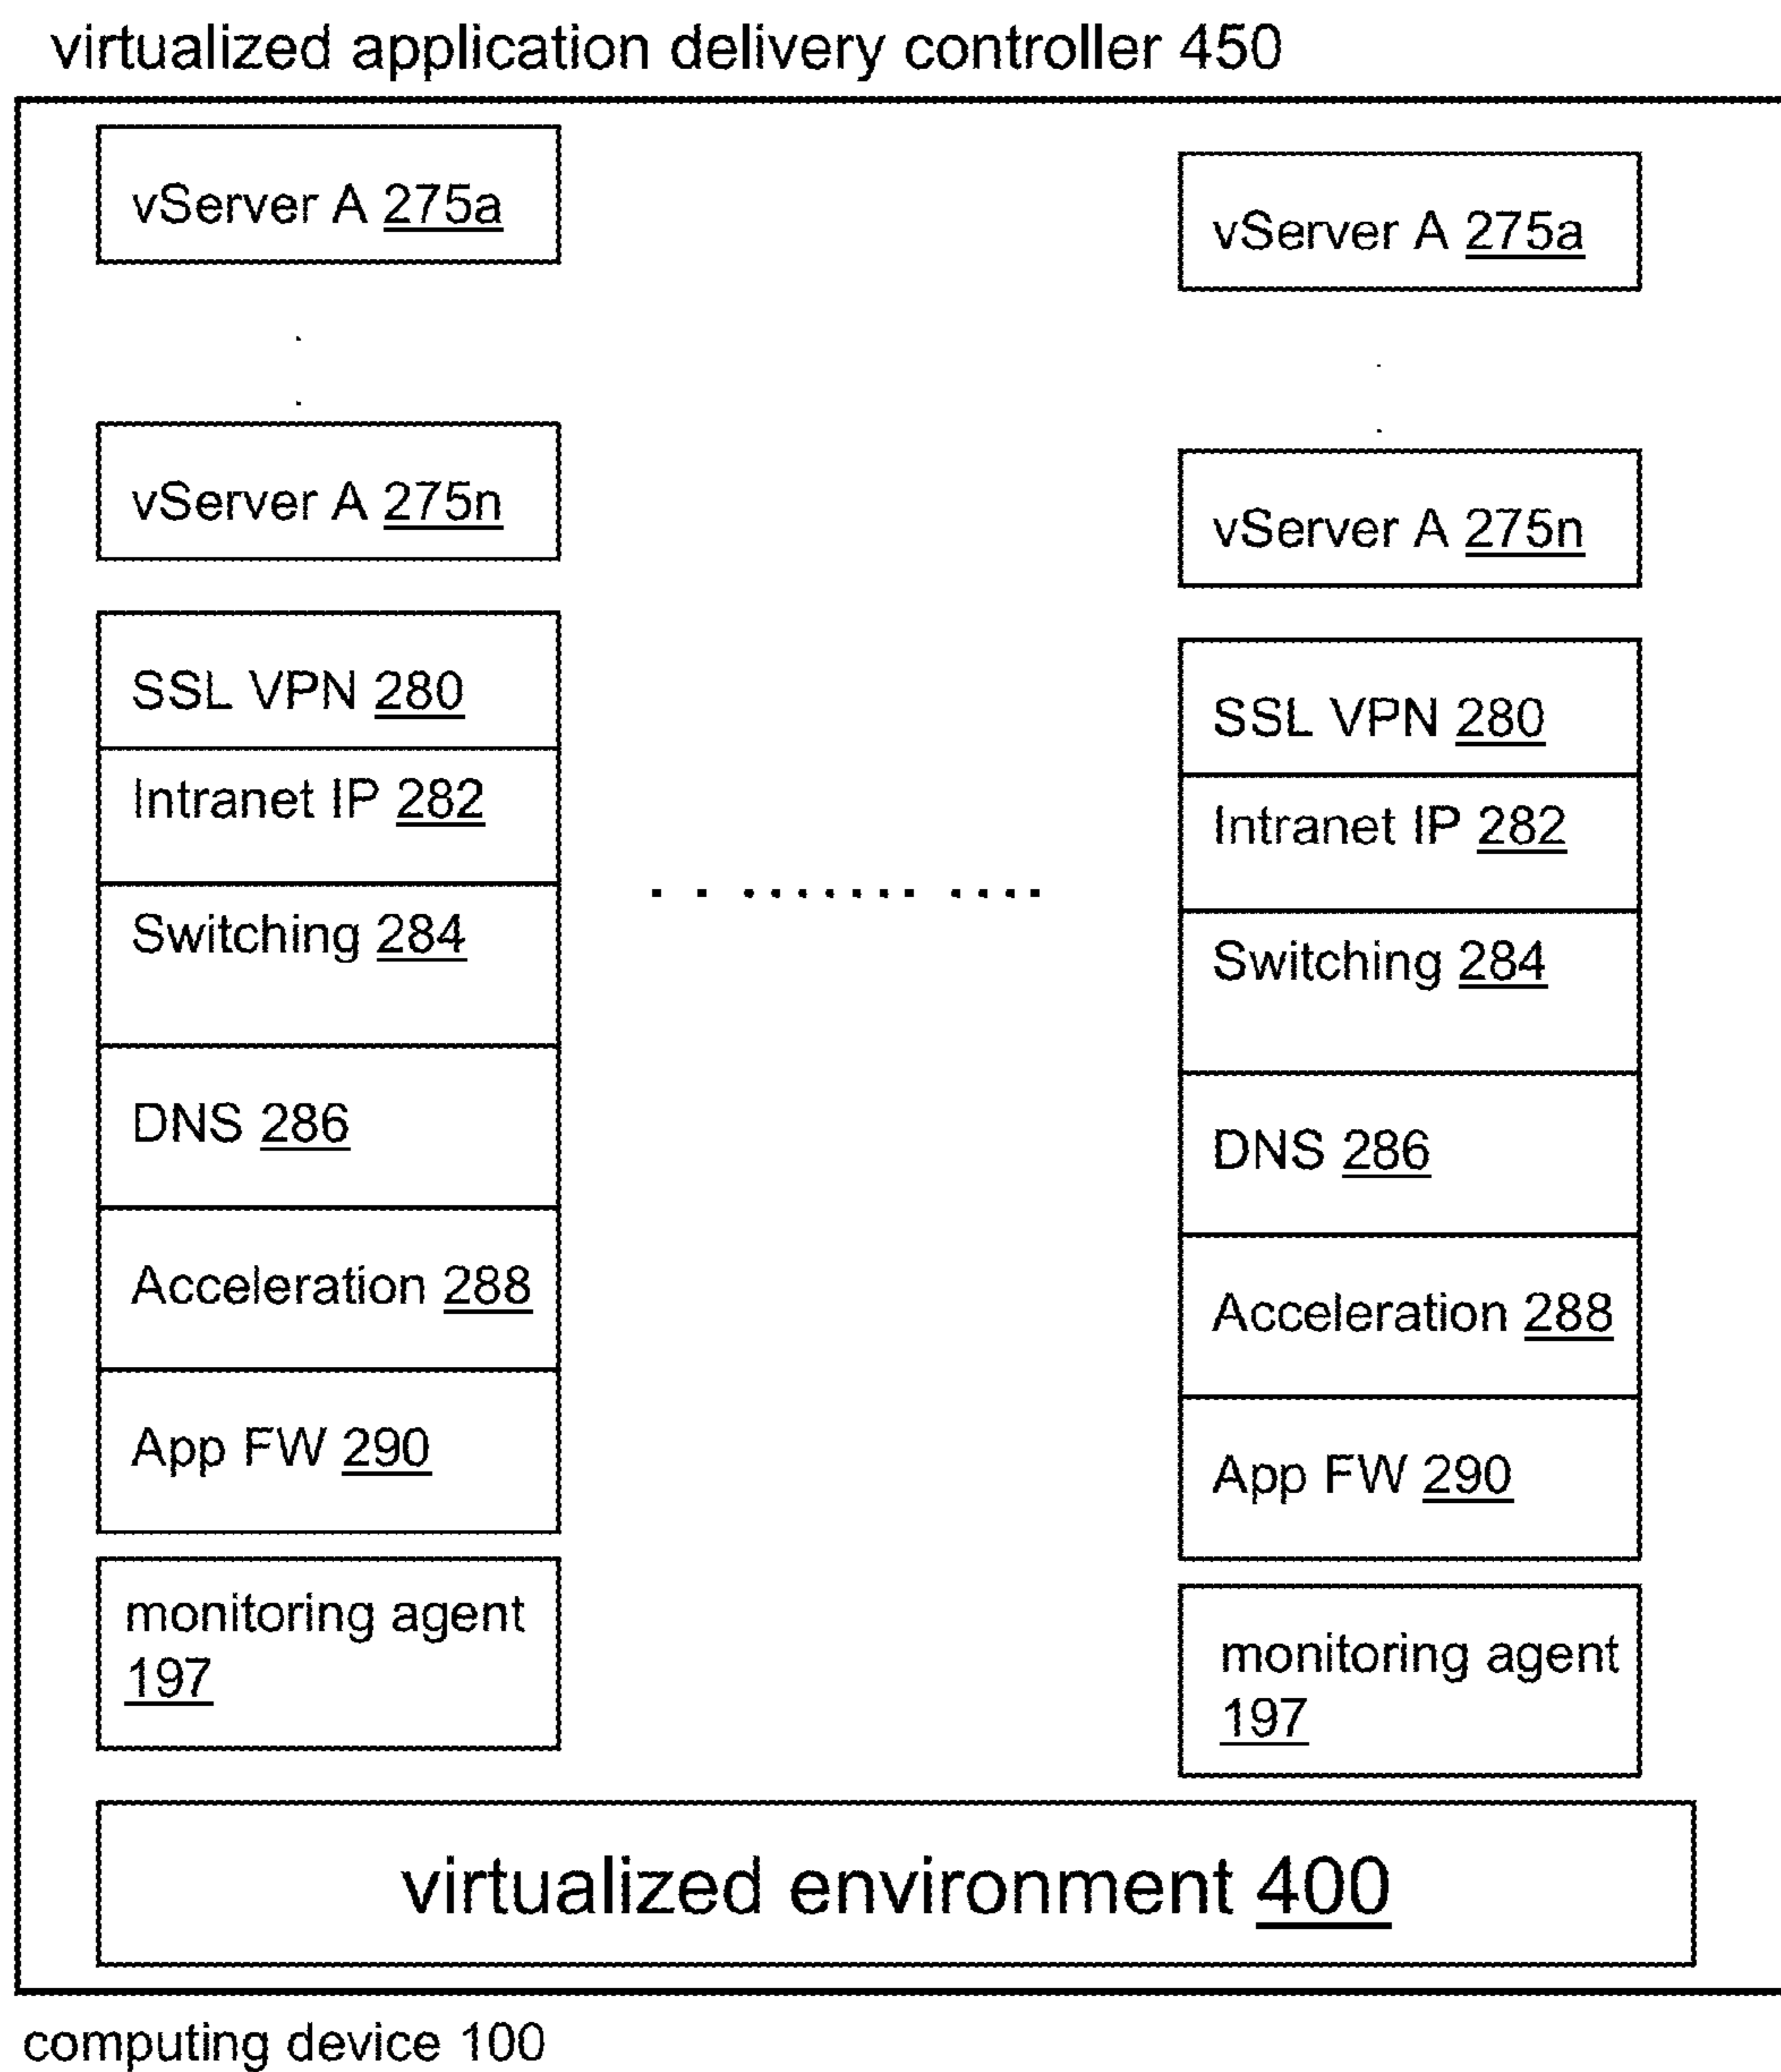 virtualized application delivery controller 450
vServer A 275a
vServer A 275n
SSL VPN 280
Intranet IP 282
Switching 284
DNS 286
Acceleration 288
App FW 290
monitoring agent
197
vServer A 275a
vServer A 275n
SSL VPN 280
Intranet IP 282
Switching 284
DNS 286
Acceleration 288
App FW 290
monitoring agent
197
virtualized environment 400
computing device 100